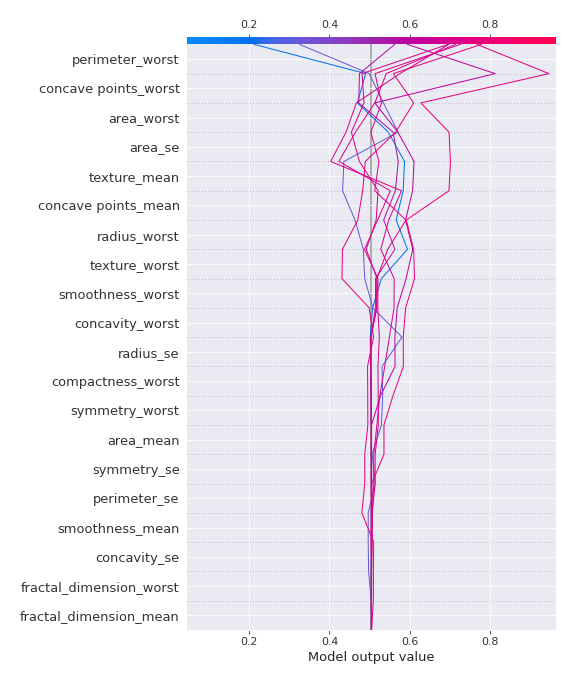 0.2 0.4 0.6 0.8
perimeter_worst
concave points_worst
area_worst
area_se
texture_mean
concave points_mean
radius_worst
texture_worst
smoothness_worst
concavity_worst
radius_se
compactness_worst
symmetry_worst
area_mean
symmetry_se
perimeter_se
smoothness_mean
concavity_se
fractal_dimension_worst
fractal_dimension_mean
0.2 0.4 0.6 0.8
Model output value